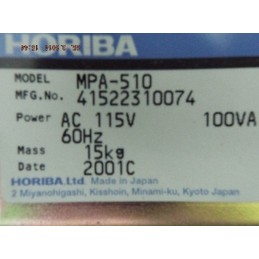 HORIBA
MODEL MPA-510
MFG.No. 41522310074
Power AC 115V 100VA
60Hz
Mass 15kg
Date 2001C
HORIBA.Ltd. Made in Japan
2 Miyanohigashi, Kisshoin, Minami-ku, Kyoto Japan